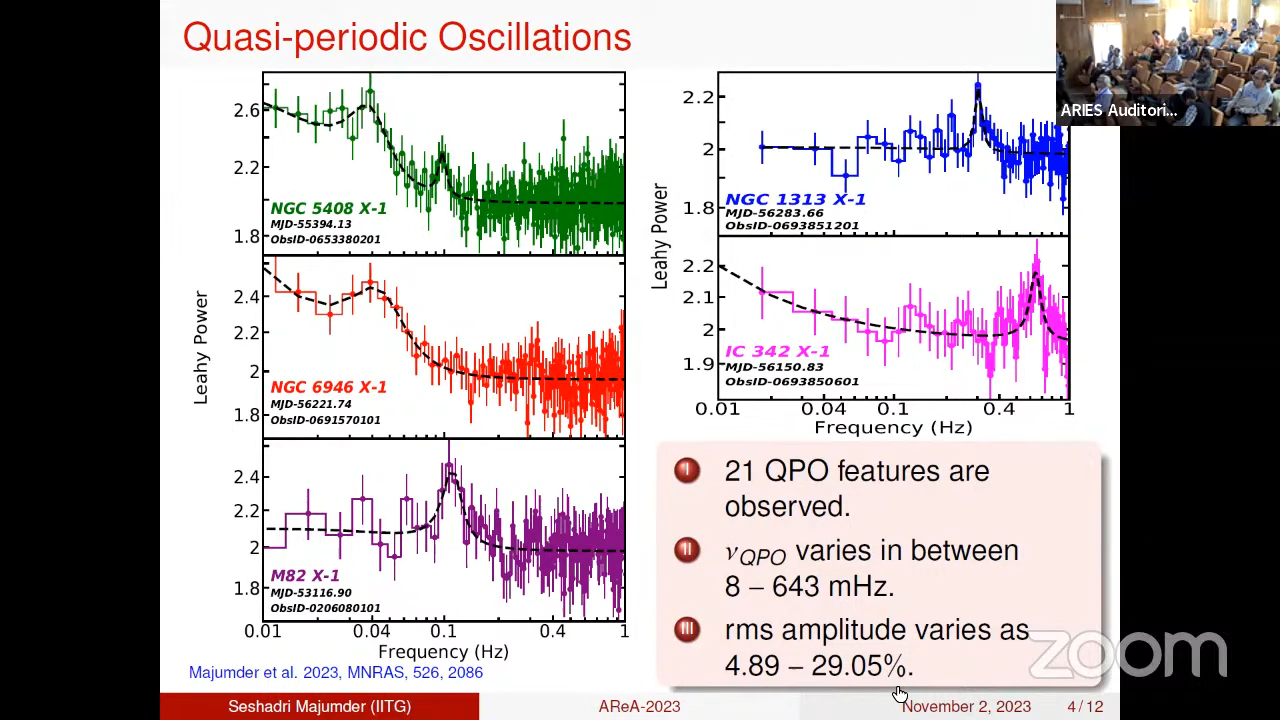 Quasi-periodic Oscillations
ARIES Auditori...
2.6
2.2
1.8
NGC 5408 X-1
MJD-55394.13
ObsID-0653380201
2.4
2.2
2
1.8
NGC 6946 X-1
MJD-56221.74
ObsID-0691570101
2.4
2.2
2
1.8
M82 X-1
MJD-53116.90
ObsID-0206080101
Leahy Power
0.01 0.04 0.1 0.4 1
Frequency (Hz)
Majumder et al. 2023, MNRAS, 526, 2086
2.2
2
1.8
NGC 1313 X-1
MJD-56283.66
ObsID-0693851201
Leahy Power
2.2
2.1
2
1.9
IC 342 X-1
MJD-56150.83
ObsID-0693850601
0.01 0.04 0.1 0.4 1
Frequency (Hz)
I 21 QPO features are
observed.
II νQPO varies in between
8 – 643 mHz.
III rms amplitude varies as
4.89 – 29.05%.
zoom
Seshadri Majumder (IITG) AReA-2023 November 2, 2023 4 / 12